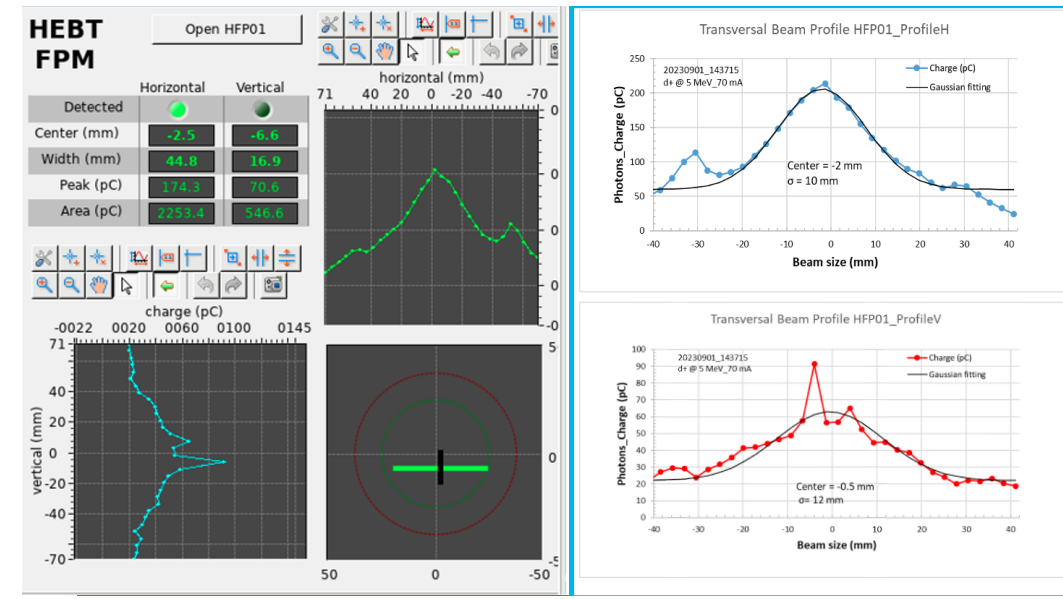 HEBT
FPM
Open HFP01
Horizontal Vertical
Detected
Center (mm) -2.5 -6.6
Width (mm) 44.8 16.9
Peak (pC) 174.3 70.6
Area (pC) 2253.4 546.6
horizontal (mm)
71 40 20 0 -20 -40 -70
0
0
0
0
-0
charge (pC)
-0022 0020 0060 0100 0145
71
40
20
0
-20
-40
-70
vertical (mm)
5
0
-5
50 0 -50
Transversal Beam Profile HFP01_ProfileH
20230901_143715
d+ @ 5 MeV_70 mA
Charge (pC)
Gaussian fitting
Center = -2 mm
σ = 10 mm
Photons_Charge (pC)
250
200
150
100
50
0
-40 -30 -20 -10 0 10 20 30 40
Beam size (mm)
Transversal Beam Profile HFP01_ProfileV
20230901_143715
d+ @ 5 MeV_70 mA
Charge (pC)
Gaussian fitting
Center = -0.5 mm
σ= 12 mm
Photons_Charge (pC)
100
90
80
70
60
50
40
30
20
10
0
-40 -30 -20 -10 0 10 20 30 40
Beam size (mm)